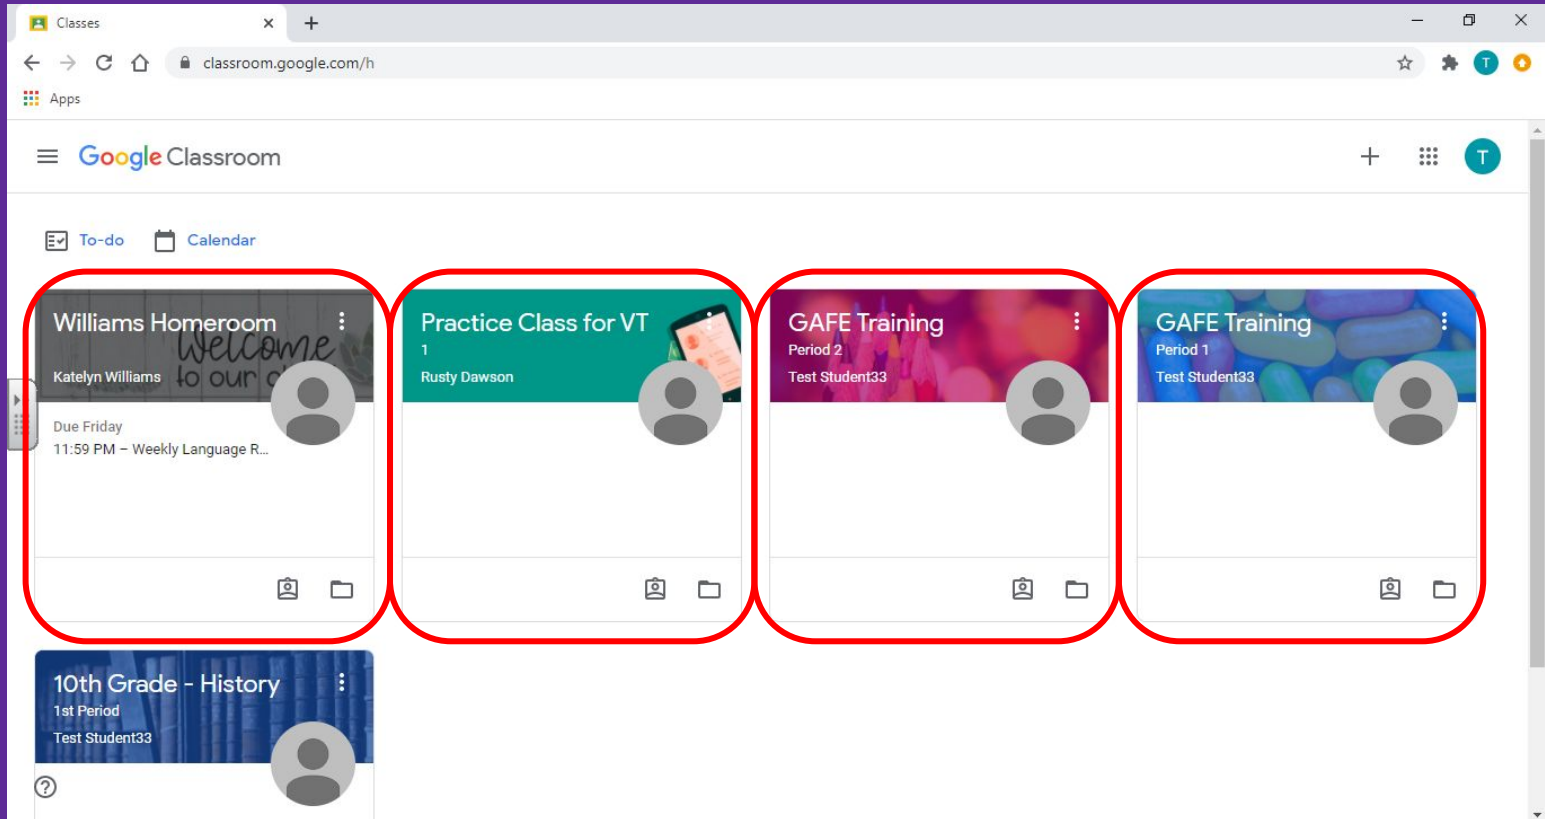 Classes
classroom.google.com/h
T
Apps
Google Classroom
T
To-do
Calendar
Williams Homeroom
Welcome
to our
Katelyn Williams
Due Friday
11:59 PM – Weekly Language R...
Practice Class for VT
1
Rusty Dawson
GAFE Training
Period 2
Test Student33
GAFE Training
Period 1
Test Student33
10th Grade - History
1st Period
Test Student33